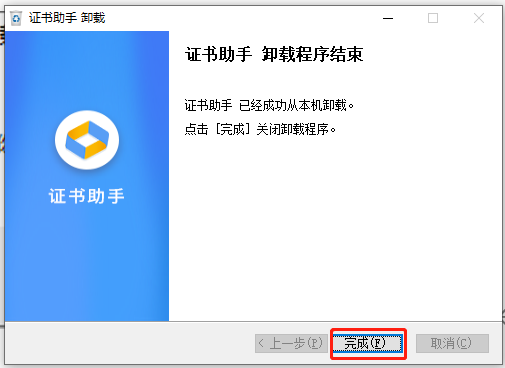 证书助手 卸载
证书助手 卸载程序结束
证书助手 已经成功从本机卸载。
点击 [完成] 关闭卸载程序。
证书助手
< 上一步(P)
完成(F)
取消(C)